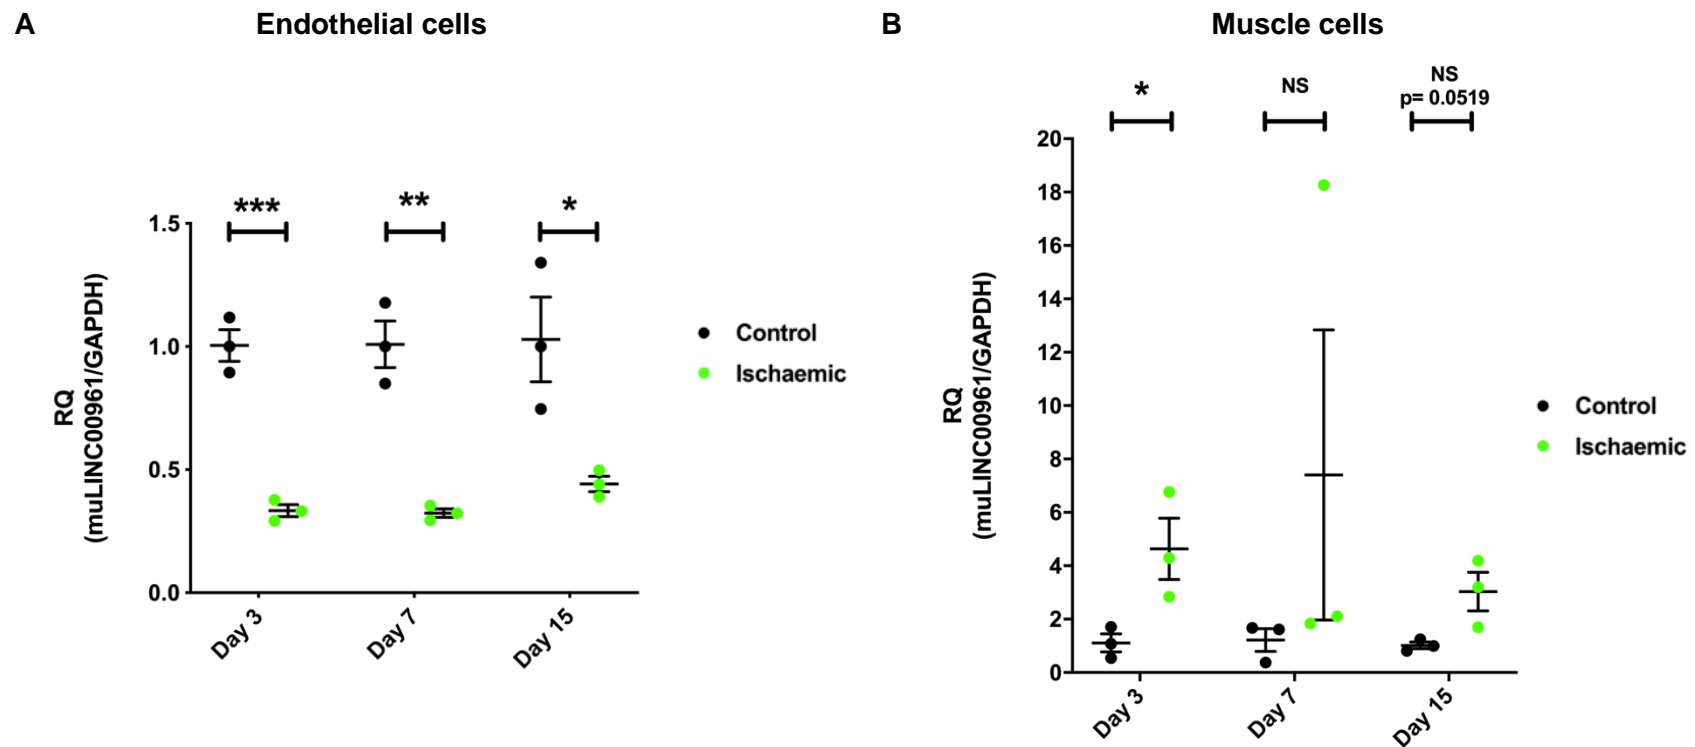 A
Endothelial cells
***
**
*
1.5
1.0
0.5
0.0
RQ
(muLINC00961/GAPDH)
Day 3
Day 7
Day 15
Control
Ischaemic
B
Muscle cells
*
NS
NS
p= 0.0519
20
18
16
14
12
10
8
6
4
2
0
RQ
(muLINC00961/GAPDH)
Day 3
Day 7
Day 15
Control
Ischaemic